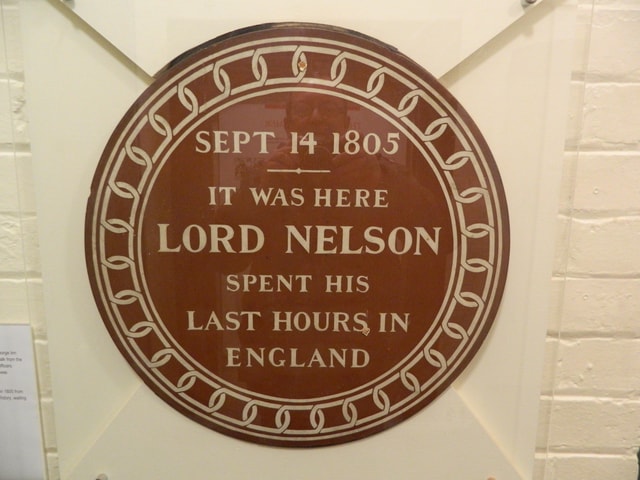 SEPT 14 1805
IT WAS HERE
LORD NELSON
SPENT HIS
LAST HOURS IN
ENGLAND